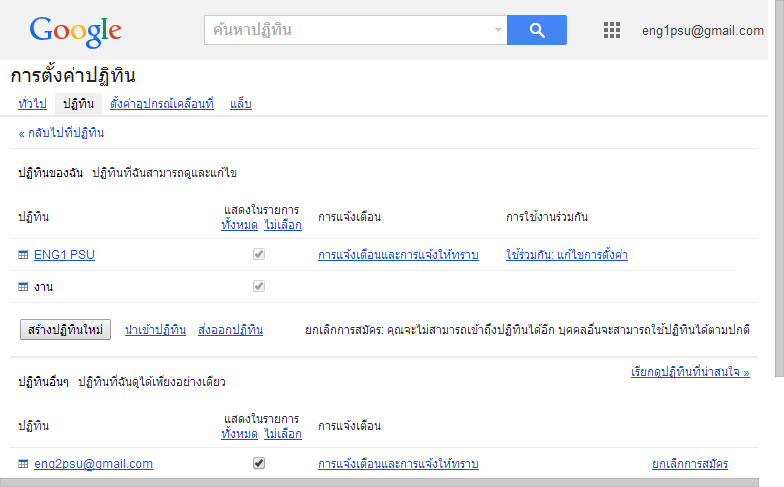 Google ค้นหาปฏิทิน eng1psu@gmail.com
การตั้งค่าปฏิทิน
ทั่วไป ปฏิทิน ตั้งค่าอุปกรณ์เคลื่อนที่ แล็บ
« กลับไปที่ปฏิทิน
ปฏิทินของฉัน ปฏิทินที่ฉันสามารถดูและแก้ไข
ปฏิทิน แสดงในรายการ การแจ้งเตือน การใช้งานร่วมกัน
ทั้งหมด ไม่เลือก
ENG1 PSU การแจ้งเตือนและการแจ้งให้ทราบ ใช้ร่วมกัน: แก้ไขการตั้งค่า
งาน
สร้างปฏิทินใหม่ นำเข้าปฏิทิน ส่งออกปฏิทิน ยกเลิกการสมัคร: คุณจะไม่สามารถเข้าถึงปฏิทินได้อีก บุคคลอื่นจะสามารถใช้ปฏิทินได้ตามปกติ
เรียกดูปฏิทินที่น่าสนใจ »
ปฏิทินอื่นๆ ปฏิทินที่ฉันดูได้เพียงอย่างเดียว
ปฏิทิน แสดงในรายการ การแจ้งเตือน
ทั้งหมด ไม่เลือก
eng2psu@gmail.com การแจ้งเตือนและการแจ้งให้ทราบ ยกเลิกการสมัคร